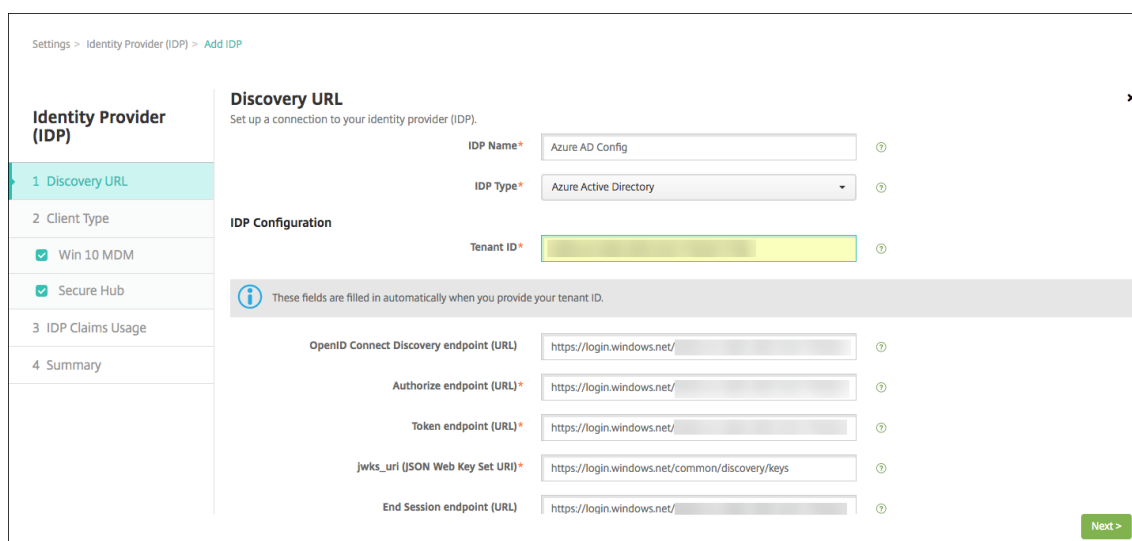 Settings > Identity Provider (IDP) > Add IDP
Identity Provider
(IDP)
1 Discovery URL
2 Client Type
Win 10 MDM
Secure Hub
3 IDP Claims Usage
4 Summary
Discovery URL
Set up a connection to your identity provider (IDP).
IDP Name* Azure AD Config
IDP Type* Azure Active Directory
IDP Configuration
Tenant ID*
These fields are filled in automatically when you provide your tenant ID.
OpenID Connect Discovery endpoint (URL) https://login.windows.net/
Authorize endpoint (URL)* https://login.windows.net/
Token endpoint (URL)* https://login.windows.net/
jwks_uri (JSON Web Key Set URI)* https://login.windows.net/common/discovery/keys
End Session endpoint (URL) https://login.windows.net/
Next >